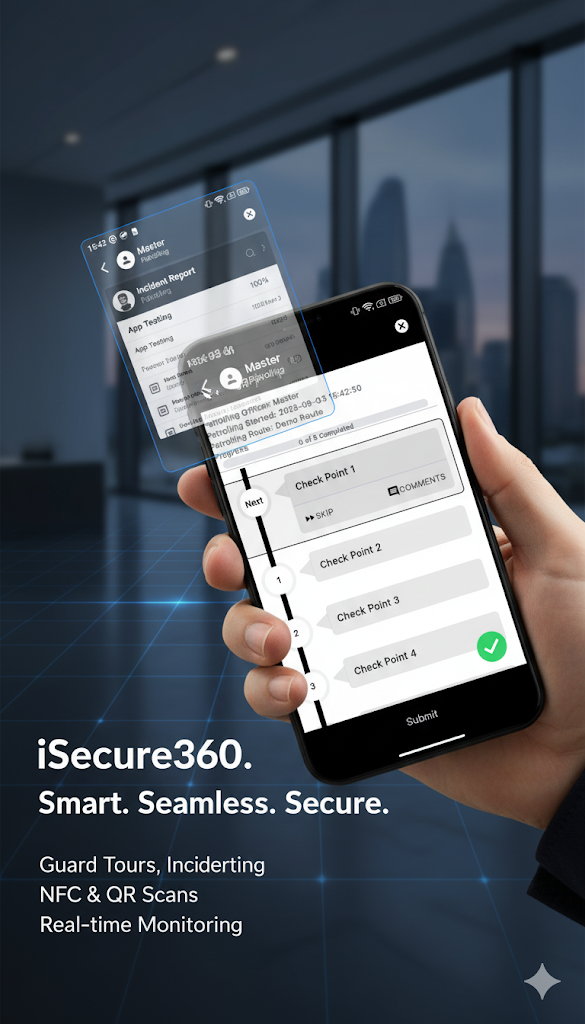 16:42
Master
Patrolling
Incident Report
Patrolling
100%
App Testing
App Testing
Master
Patrolling
Patrolling Officer: Master
Patrolling Started: 2025-09-03 15:42:50
Patrolling Route: Demo Route
Progress
0 of 5 Completed
Next
Check Point 1
SKIP
COMMENTS
1
Check Point 2
2
Check Point 3
3
Check Point 4
Submit
iSecure360.
Smart. Seamless. Secure.
Guard Tours, Inciderting
NFC & QR Scans
Real-time Monitoring